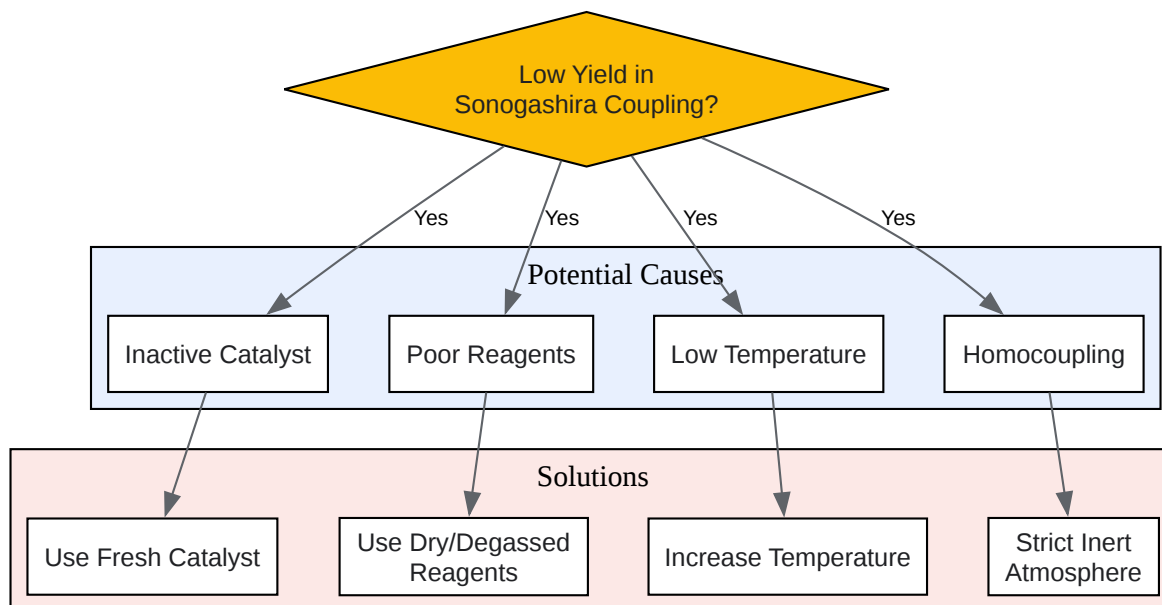 Low Yield in
Sonogashira Coupling?
Yes
Yes
Yes
Yes
Potential Causes
Inactive Catalyst
Poor Reagents
Low Temperature
Homocoupling
Solutions
Use Fresh Catalyst
Use Dry/Degassed
Reagents
Increase Temperature
Strict Inert
Atmosphere